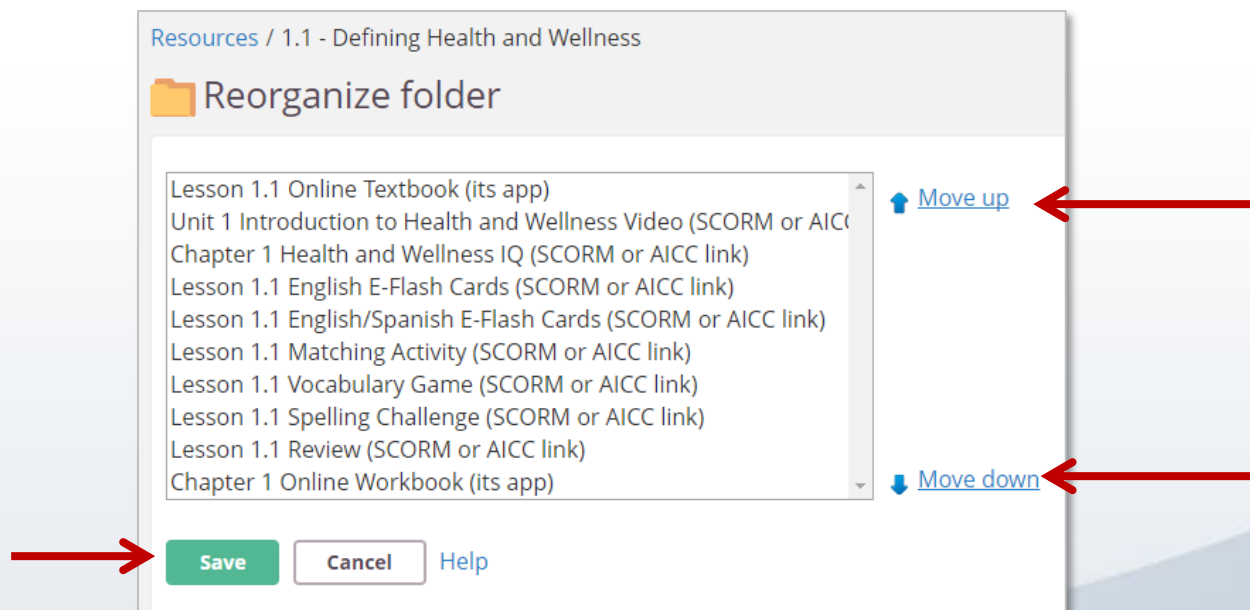 Resources / 1.1 - Defining Health and Wellness
Reorganize folder
Lesson 1.1 Online Textbook (its app)
Unit 1 Introduction to Health and Wellness Video (SCORM or AICC
Chapter 1 Health and Wellness IQ (SCORM or AICC link)
Lesson 1.1 English E-Flash Cards (SCORM or AICC link)
Lesson 1.1 English/Spanish E-Flash Cards (SCORM or AICC link)
Lesson 1.1 Matching Activity (SCORM or AICC link)
Lesson 1.1 Vocabulary Game (SCORM or AICC link)
Lesson 1.1 Spelling Challenge (SCORM or AICC link)
Lesson 1.1 Review (SCORM or AICC link)
Chapter 1 Online Workbook (its app)
Move up
Move down
Save Cancel Help